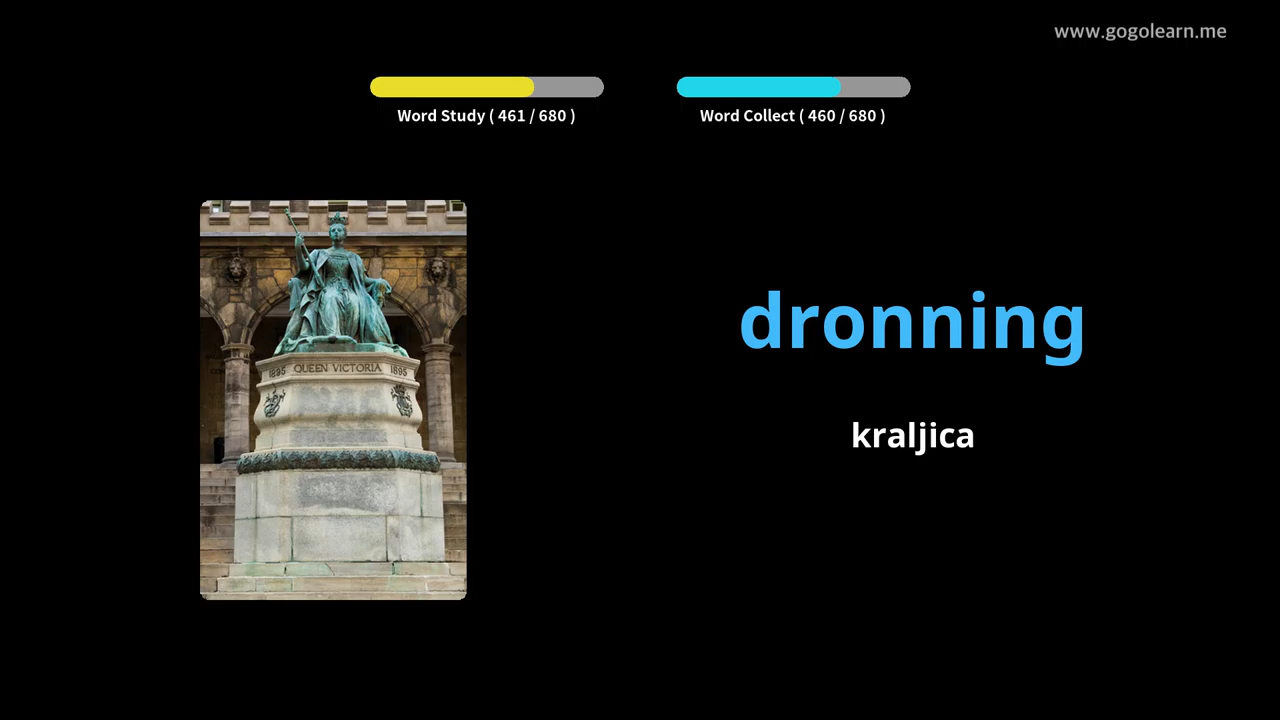 www.gogolearn.me
Word Study ( 461 / 680 )
Word Collect ( 460 / 680 )
1895 QUEEN VICTORIA 1895
dronning
kraljica